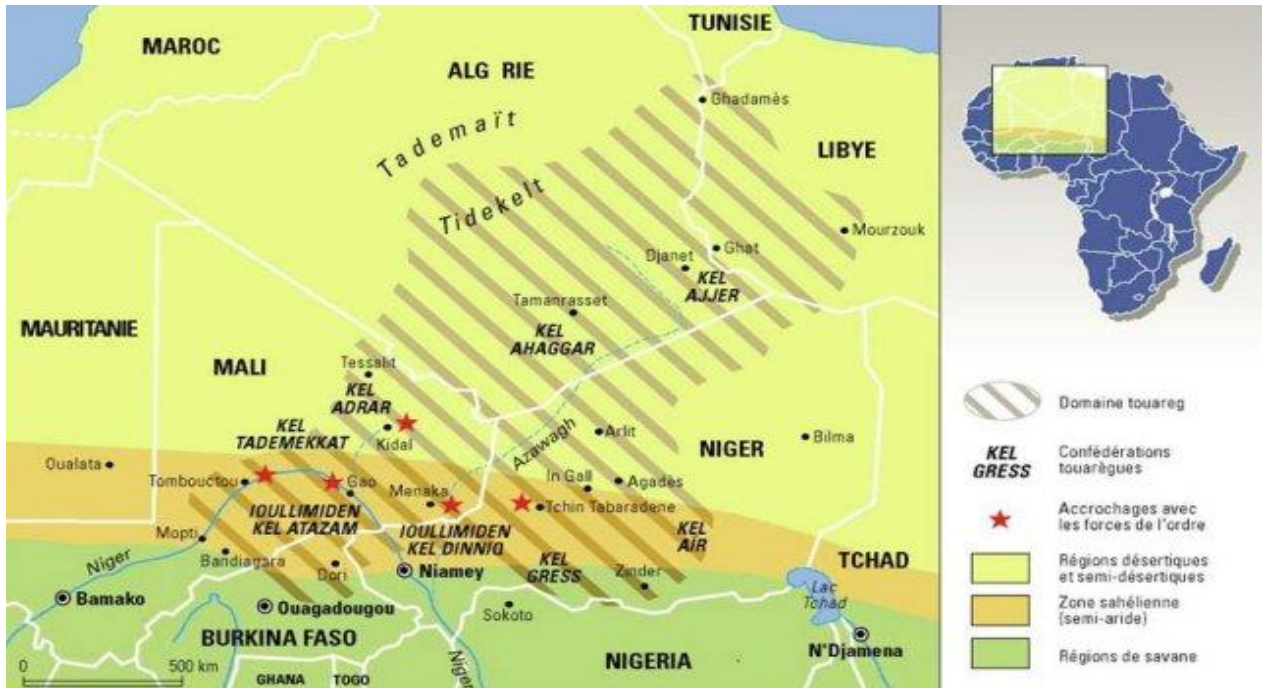 TUNISIE
MAROC
ALG RIE
Ghadamès
Tademaït
LIBYE
Tidekelt
Mourzouk
Ghat
Djanet
KEL
AJJER
Tamanrasset
MAURITANIE
KEL
AHAGGAR
MALI
Tessalit
KEL
ADRAR
KEL
TADEMEKKAT
Kidal
Arlit
NIGER
Bilma
Azawagh
Oualata
Tombouctou
Gao
Menaka
In Gall
Agadès
Tchin Tabaradene
IOULLIMIDEN
KEL ATAZAM
IOULLIMIDEN
KEL DINNIQ
KEL
AÏR
Mopti
Niger
Bandiagara
Dori
Niamey
KEL
GRESS
Zinder
TCHAD
Lac
Tchad
Bamako
Ouagadougou
Sokoto
BURKINA FASO
Niger
NIGERIA
N'Djamena
0 500 km
GHANA TOGO
Domaine touareg
KEL
GRESS
Confédérations
touarègues
Accrochages avec
les forces de l'ordre
Régions désertiques
et semi-désertiques
Zone sahélienne
(semi-aride)
Régions de savane